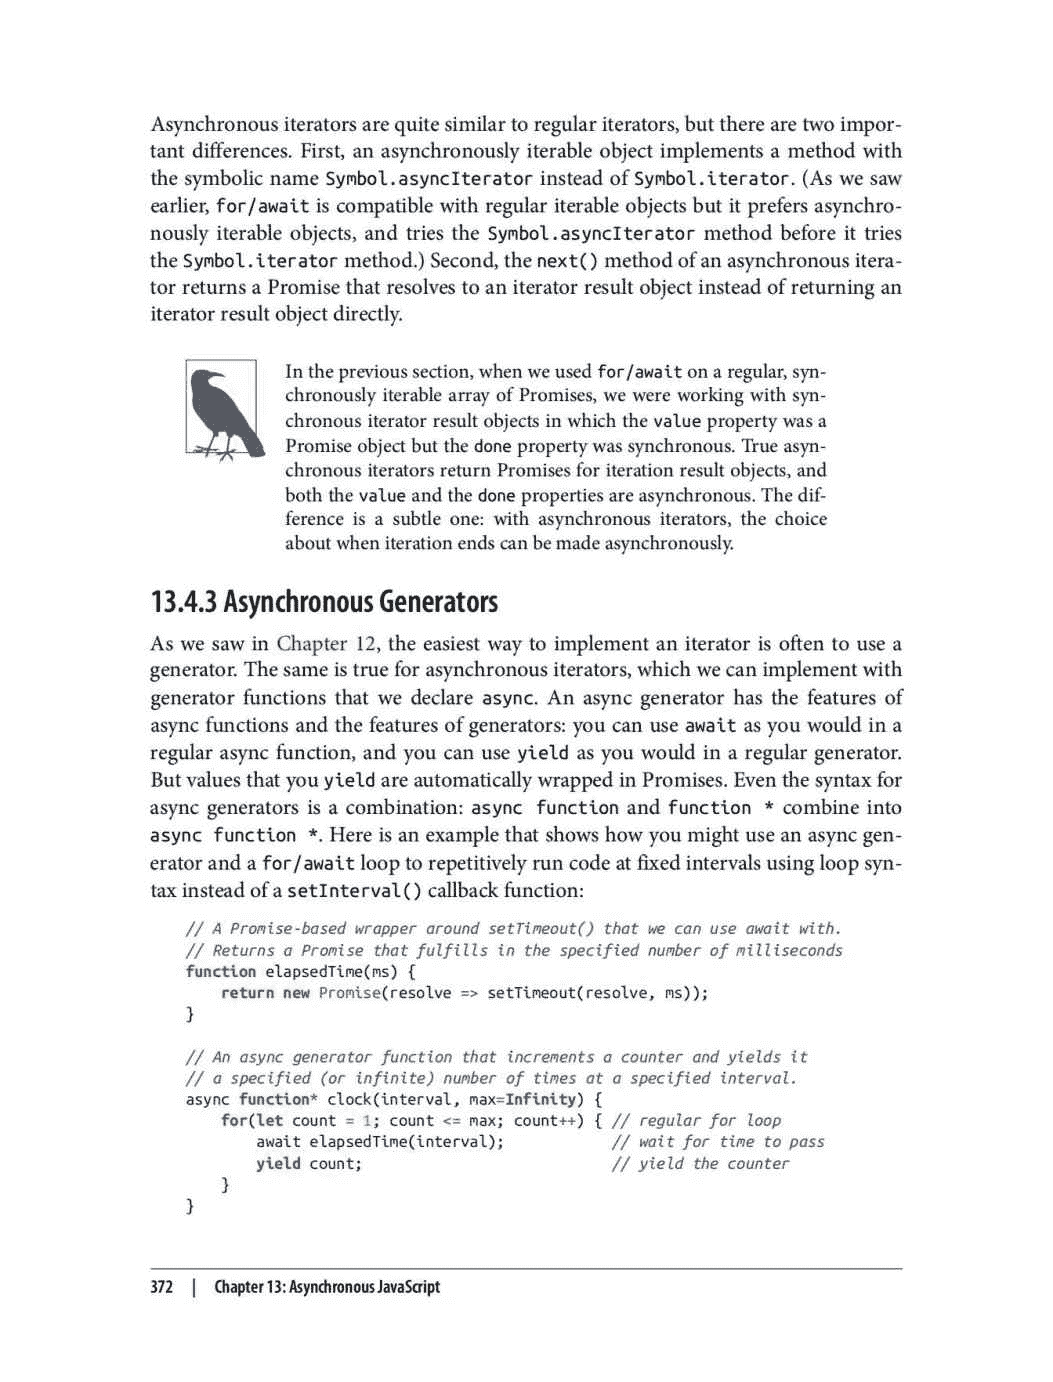 Asynchronous iterators are quite similar to regular iterators, but there are two impor-
tant differences. First, an asynchronously iterable object implements a method with
the symbolic name Symbol.asyncIterator instead of Symbol.iterator. (As we saw
earlier, for/await is compatible with regular iterable objects but it prefers asynchro-
nously iterable objects, and tries the Symbol.asyncIterator method before it tries
the Symbol.iterator method.) Second, the next() method of an asynchronous itera-
tor returns a Promise that resolves to an iterator result object instead of returning an
iterator result object directly.
In the previous section, when we used for/await on a regular, syn-
chronously iterable array of Promises, we were working with syn-
chronous iterator result objects in which the value property was a
Promise object but the done property was synchronous. True asyn-
chronous iterators return Promises for iteration result objects, and
both the value and the done properties are asynchronous. The dif-
ference is a subtle one: with asynchronous iterators, the choice
about when iteration ends can be made asynchronously.
13.4.3 Asynchronous Generators
As we saw in Chapter 12, the easiest way to implement an iterator is often to use a
generator. The same is true for asynchronous iterators, which we can implement with
generator functions that we declare async. An async generator has the features of
async functions and the features of generators: you can use await as you would in a
regular async function, and you can use yield as you would in a regular generator.
But values that you yield are automatically wrapped in Promises. Even the syntax for
async generators is a combination: async function and function * combine into
async function *. Here is an example that shows how you might use an async gen-
erator and a for/await loop to repetitively run code at fixed intervals using loop syn-
tax instead of a setInterval() callback function:
// A Promise-based wrapper around setTimeout() that we can use await with.
// Returns a Promise that fulfills in the specified number of milliseconds
function elapsedTime(ms) {
    return new Promise(resolve => setTimeout(resolve, ms));
}
// An async generator function that increments a counter and yields it
// a specified (or infinite) number of times at a specified interval.
async function* clock(interval, max=Infinity) {
    for(let count = 1; count <= max; count++) { // regular for loop
        await elapsedTime(interval);            // wait for time to pass
        yield count;                            // yield the counter
    }
}
372 | Chapter 13: Asynchronous JavaScript